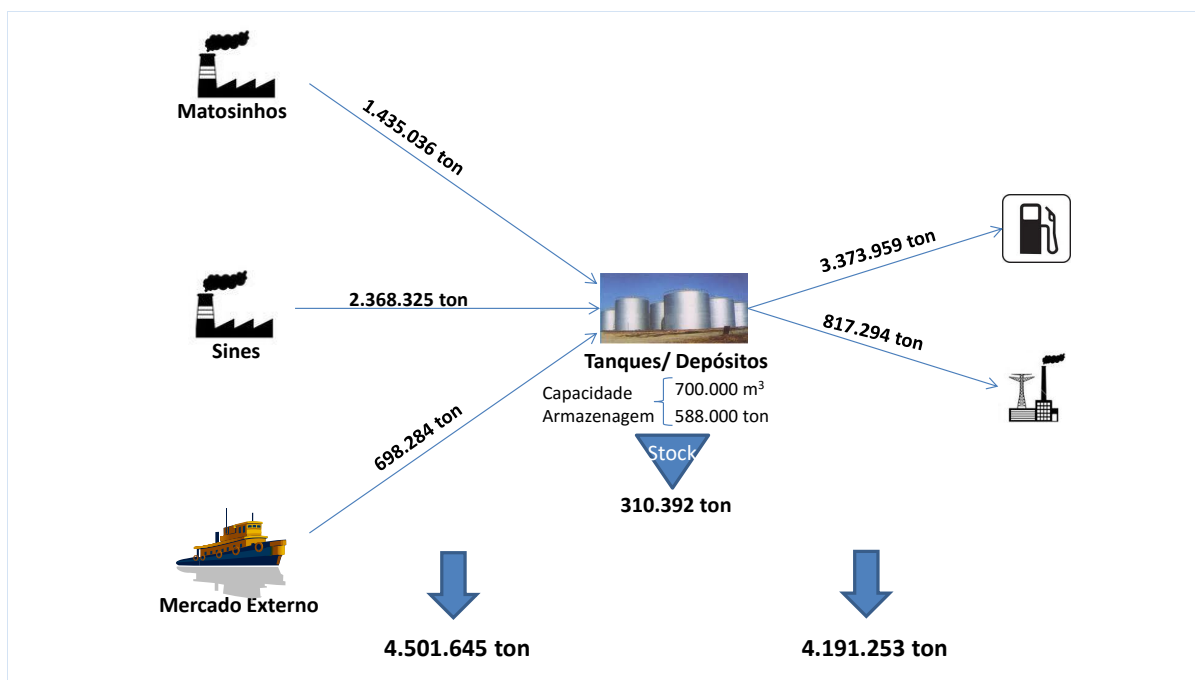 Matosinhos
1.435.036 ton
3.373.959 ton
2.368.325 ton
817.294 ton
Sines
Tanques/ Depósitos
Capacidade
Armazenagem
700.000 m³
588.000 ton
698.284 ton
Stock
310.392 ton
Mercado Externo
4.501.645 ton
4.191.253 ton